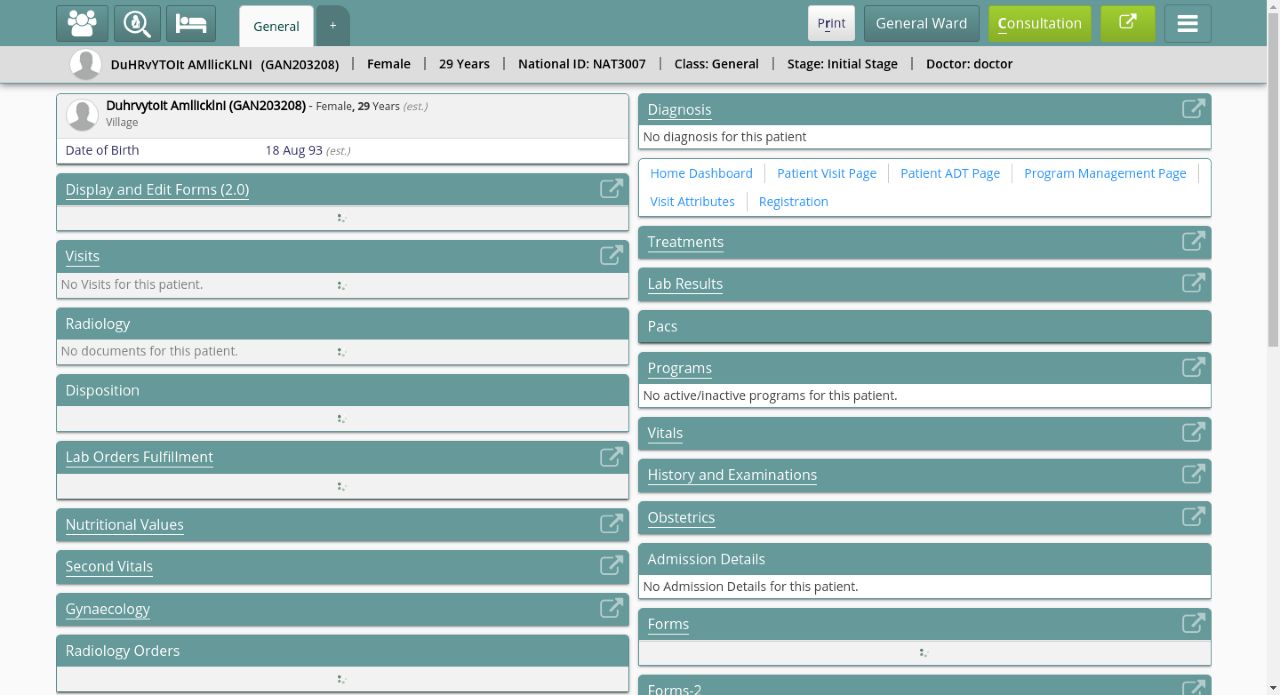 General
+
Print
General Ward
Consultation
DuHRvYTOIt AMIlicKLNI (GAN203208) | Female | 29 Years | National ID: NAT3007 | Class: General | Stage: Initial Stage | Doctor: doctor
Duhrvytoit Amllickini (GAN203208) - Female, 29 Years (est.)
Village
Date of Birth 18 Aug 93 (est.)
Display and Edit Forms (2.0)
Visits
No Visits for this patient.
Radiology
No documents for this patient.
Disposition
Lab Orders Fulfillment
Nutritional Values
Second Vitals
Gynaecology
Radiology Orders
Diagnosis
No diagnosis for this patient
Home Dashboard | Patient Visit Page | Patient ADT Page | Program Management Page |
Visit Attributes | Registration
Treatments
Lab Results
Pacs
Programs
No active/inactive programs for this patient.
Vitals
History and Examinations
Obstetrics
Admission Details
No Admission Details for this patient.
Forms
Forms-2